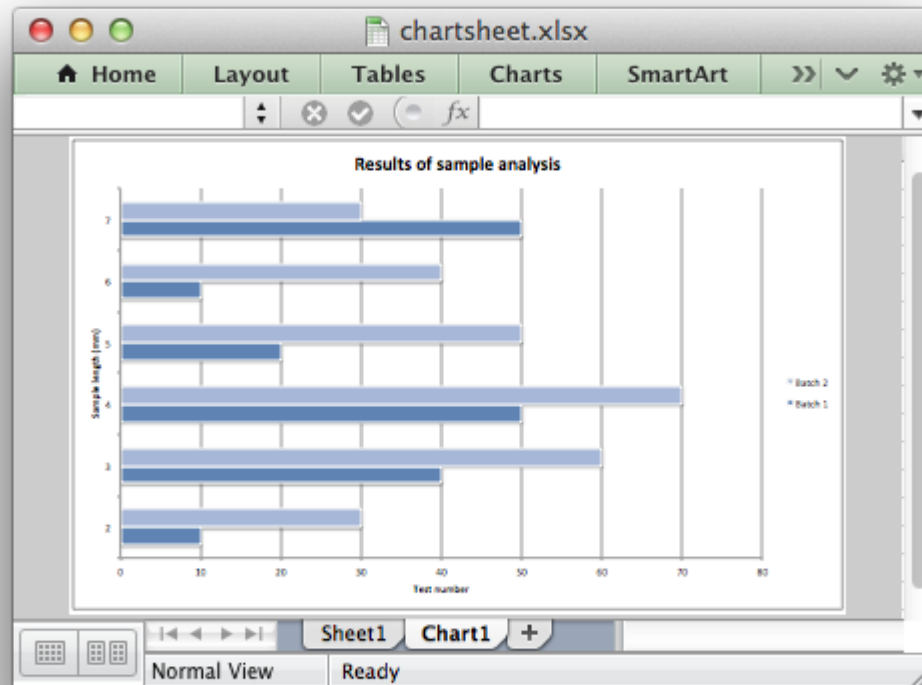 chartsheet.xlsx
Home Layout Tables Charts SmartArt
fx
Results of sample analysis
7
6
5
4
3
2
Sample length (mm)
Batch 2
Batch 1
0 10 20 30 40 50 60 70 80
Test number
Sheet1 Chart1 +
Normal View Ready